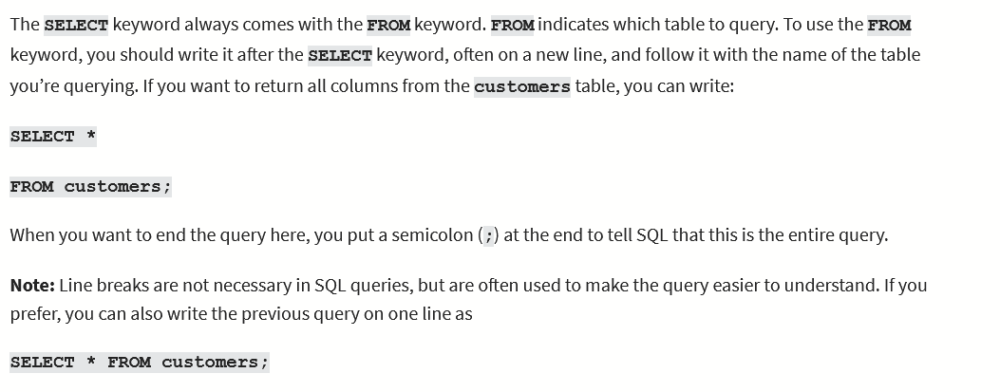 The SELECT keyword always comes with the FROM keyword. FROM indicates which table to query. To use the FROM
keyword, you should write it after the SELECT keyword, often on a new line, and follow it with the name of the table
you’re querying. If you want to return all columns from the customers table, you can write:
SELECT *
FROM customers;
When you want to end the query here, you put a semicolon (;) at the end to tell SQL that this is the entire query.
Note: Line breaks are not necessary in SQL queries, but are often used to make the query easier to understand. If you
prefer, you can also write the previous query on one line as
SELECT * FROM customers;